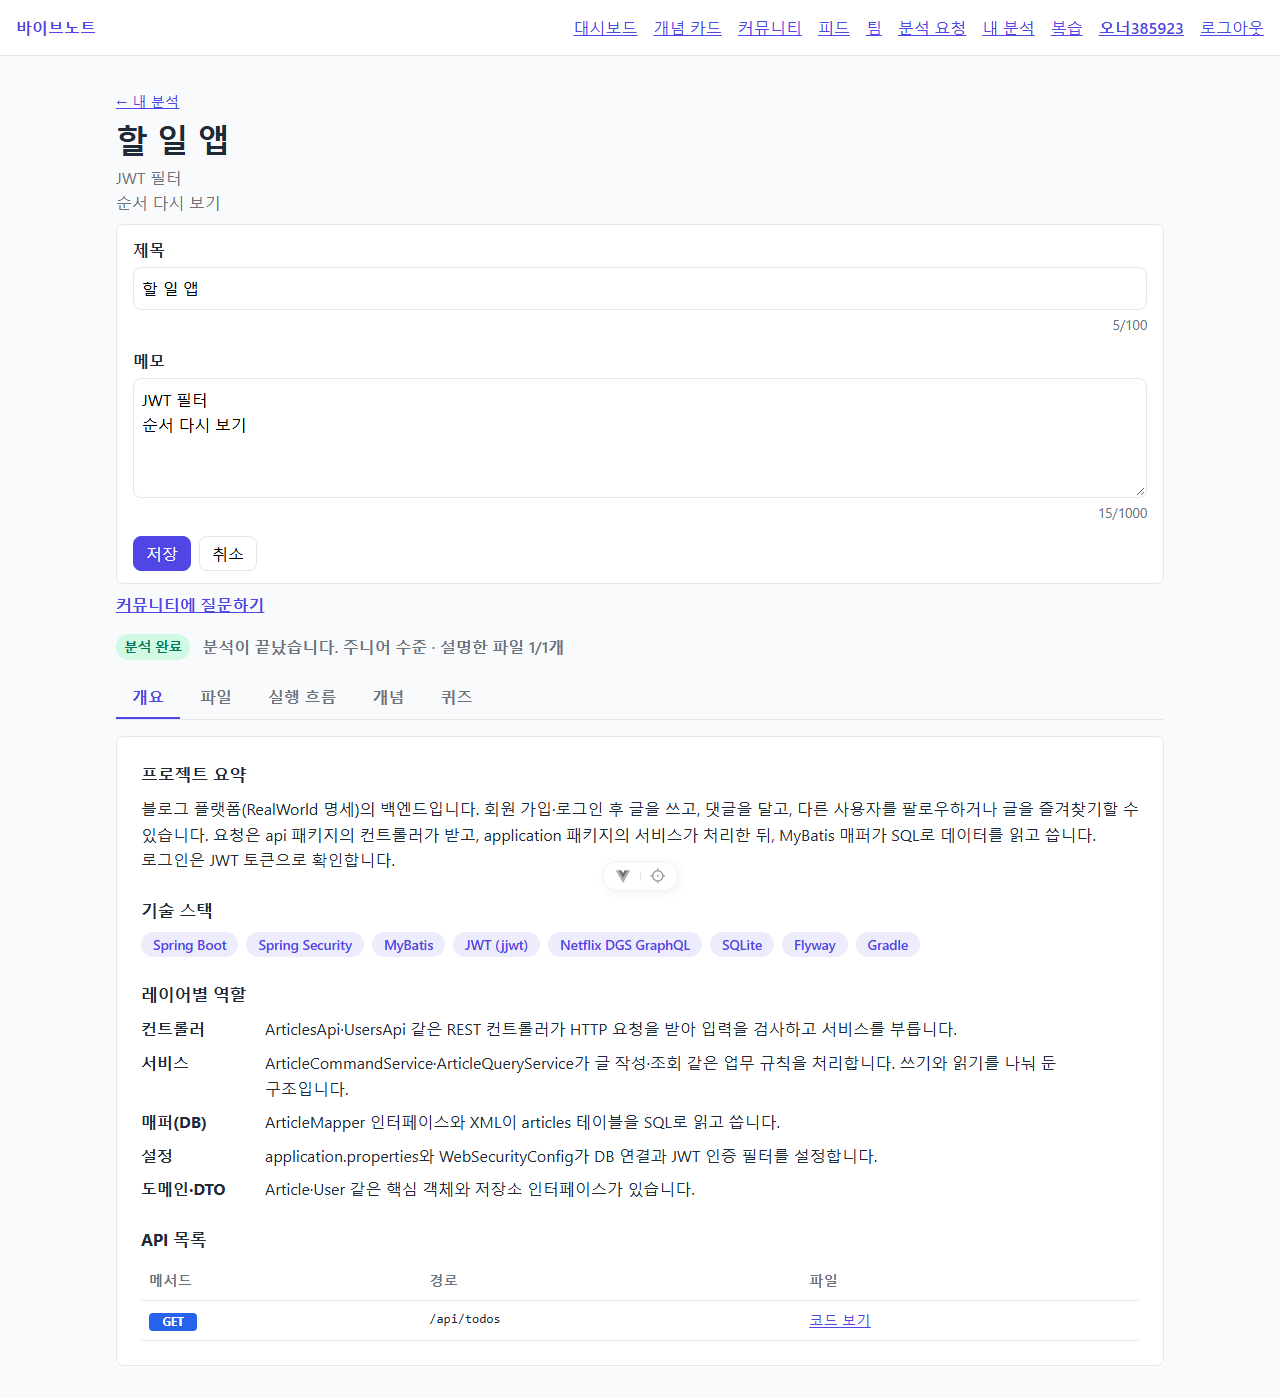 바이브노트
대시보드 개념 카드 커뮤니티 피드 팀 분석 요청 내 분석 복습 오너385923 로그아웃
← 내 분석
할 일 앱
JWT 필터
순서 다시 보기
제목
할 일 앱
5/100
메모
JWT 필터
순서 다시 보기
15/1000
저장 취소
커뮤니티에 질문하기
분석 완료 분석이 끝났습니다. 주니어 수준 · 설명한 파일 1/1개
개요 파일 실행 흐름 개념 퀴즈
프로젝트 요약
블로그 플랫폼(RealWorld 명세)의 백엔드입니다. 회원 가입·로그인 후 글을 쓰고, 댓글을 달고, 다른 사용자를 팔로우하거나 글을 즐겨찾기할 수
있습니다. 요청은 api 패키지의 컨트롤러가 받고, application 패키지의 서비스가 처리한 뒤, MyBatis 매퍼가 SQL로 데이터를 읽고 씁니다.
로그인은 JWT 토큰으로 확인합니다.
기술 스택
Spring Boot Spring Security MyBatis JWT (jjwt) Netflix DGS GraphQL SQLite Flyway Gradle
레이어별 역할
컨트롤러 ArticlesApi·UsersApi 같은 REST 컨트롤러가 HTTP 요청을 받아 입력을 검사하고 서비스를 부릅니다.
서비스 ArticleCommandService·ArticleQueryService가 글 작성·조회 같은 업무 규칙을 처리합니다. 쓰기와 읽기를 나눠 둔
구조입니다.
매퍼(DB) ArticleMapper 인터페이스와 XML이 articles 테이블을 SQL로 읽고 씁니다.
설정 application.properties와 WebSecurityConfig가 DB 연결과 JWT 인증 필터를 설정합니다.
도메인·DTO Article·User 같은 핵심 객체와 저장소 인터페이스가 있습니다.
API 목록
메서드 경로 파일
GET /api/todos 코드 보기